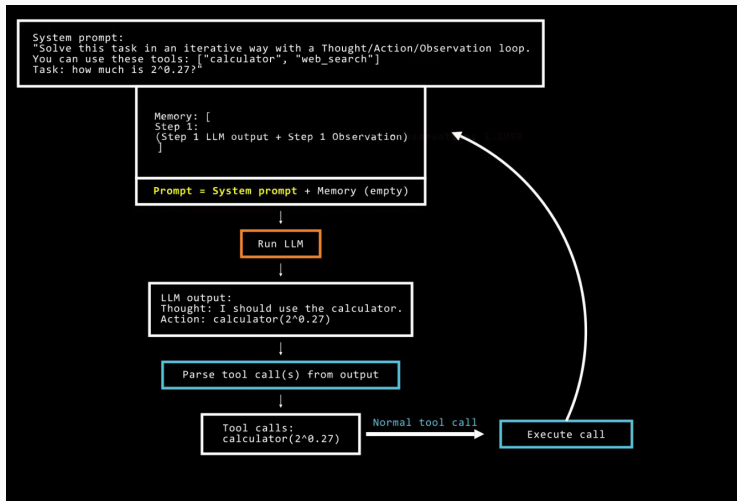 System prompt:
"Solve this task in an iterative way with a Thought/Action/Observation loop.
You can use these tools: ["calculator", "web_search"]
Task: how much is 2^0.27?"
Memory: [
Step 1:
(Step 1 LLM output + Step 1 Observation)
]
Prompt = System prompt + Memory (empty)
Run LLM
LLM output:
Thought: I should use the calculator.
Action: calculator(2^0.27)
Parse tool call(s) from output
Tool calls:
calculator(2^0.27)
Normal tool call
Execute call